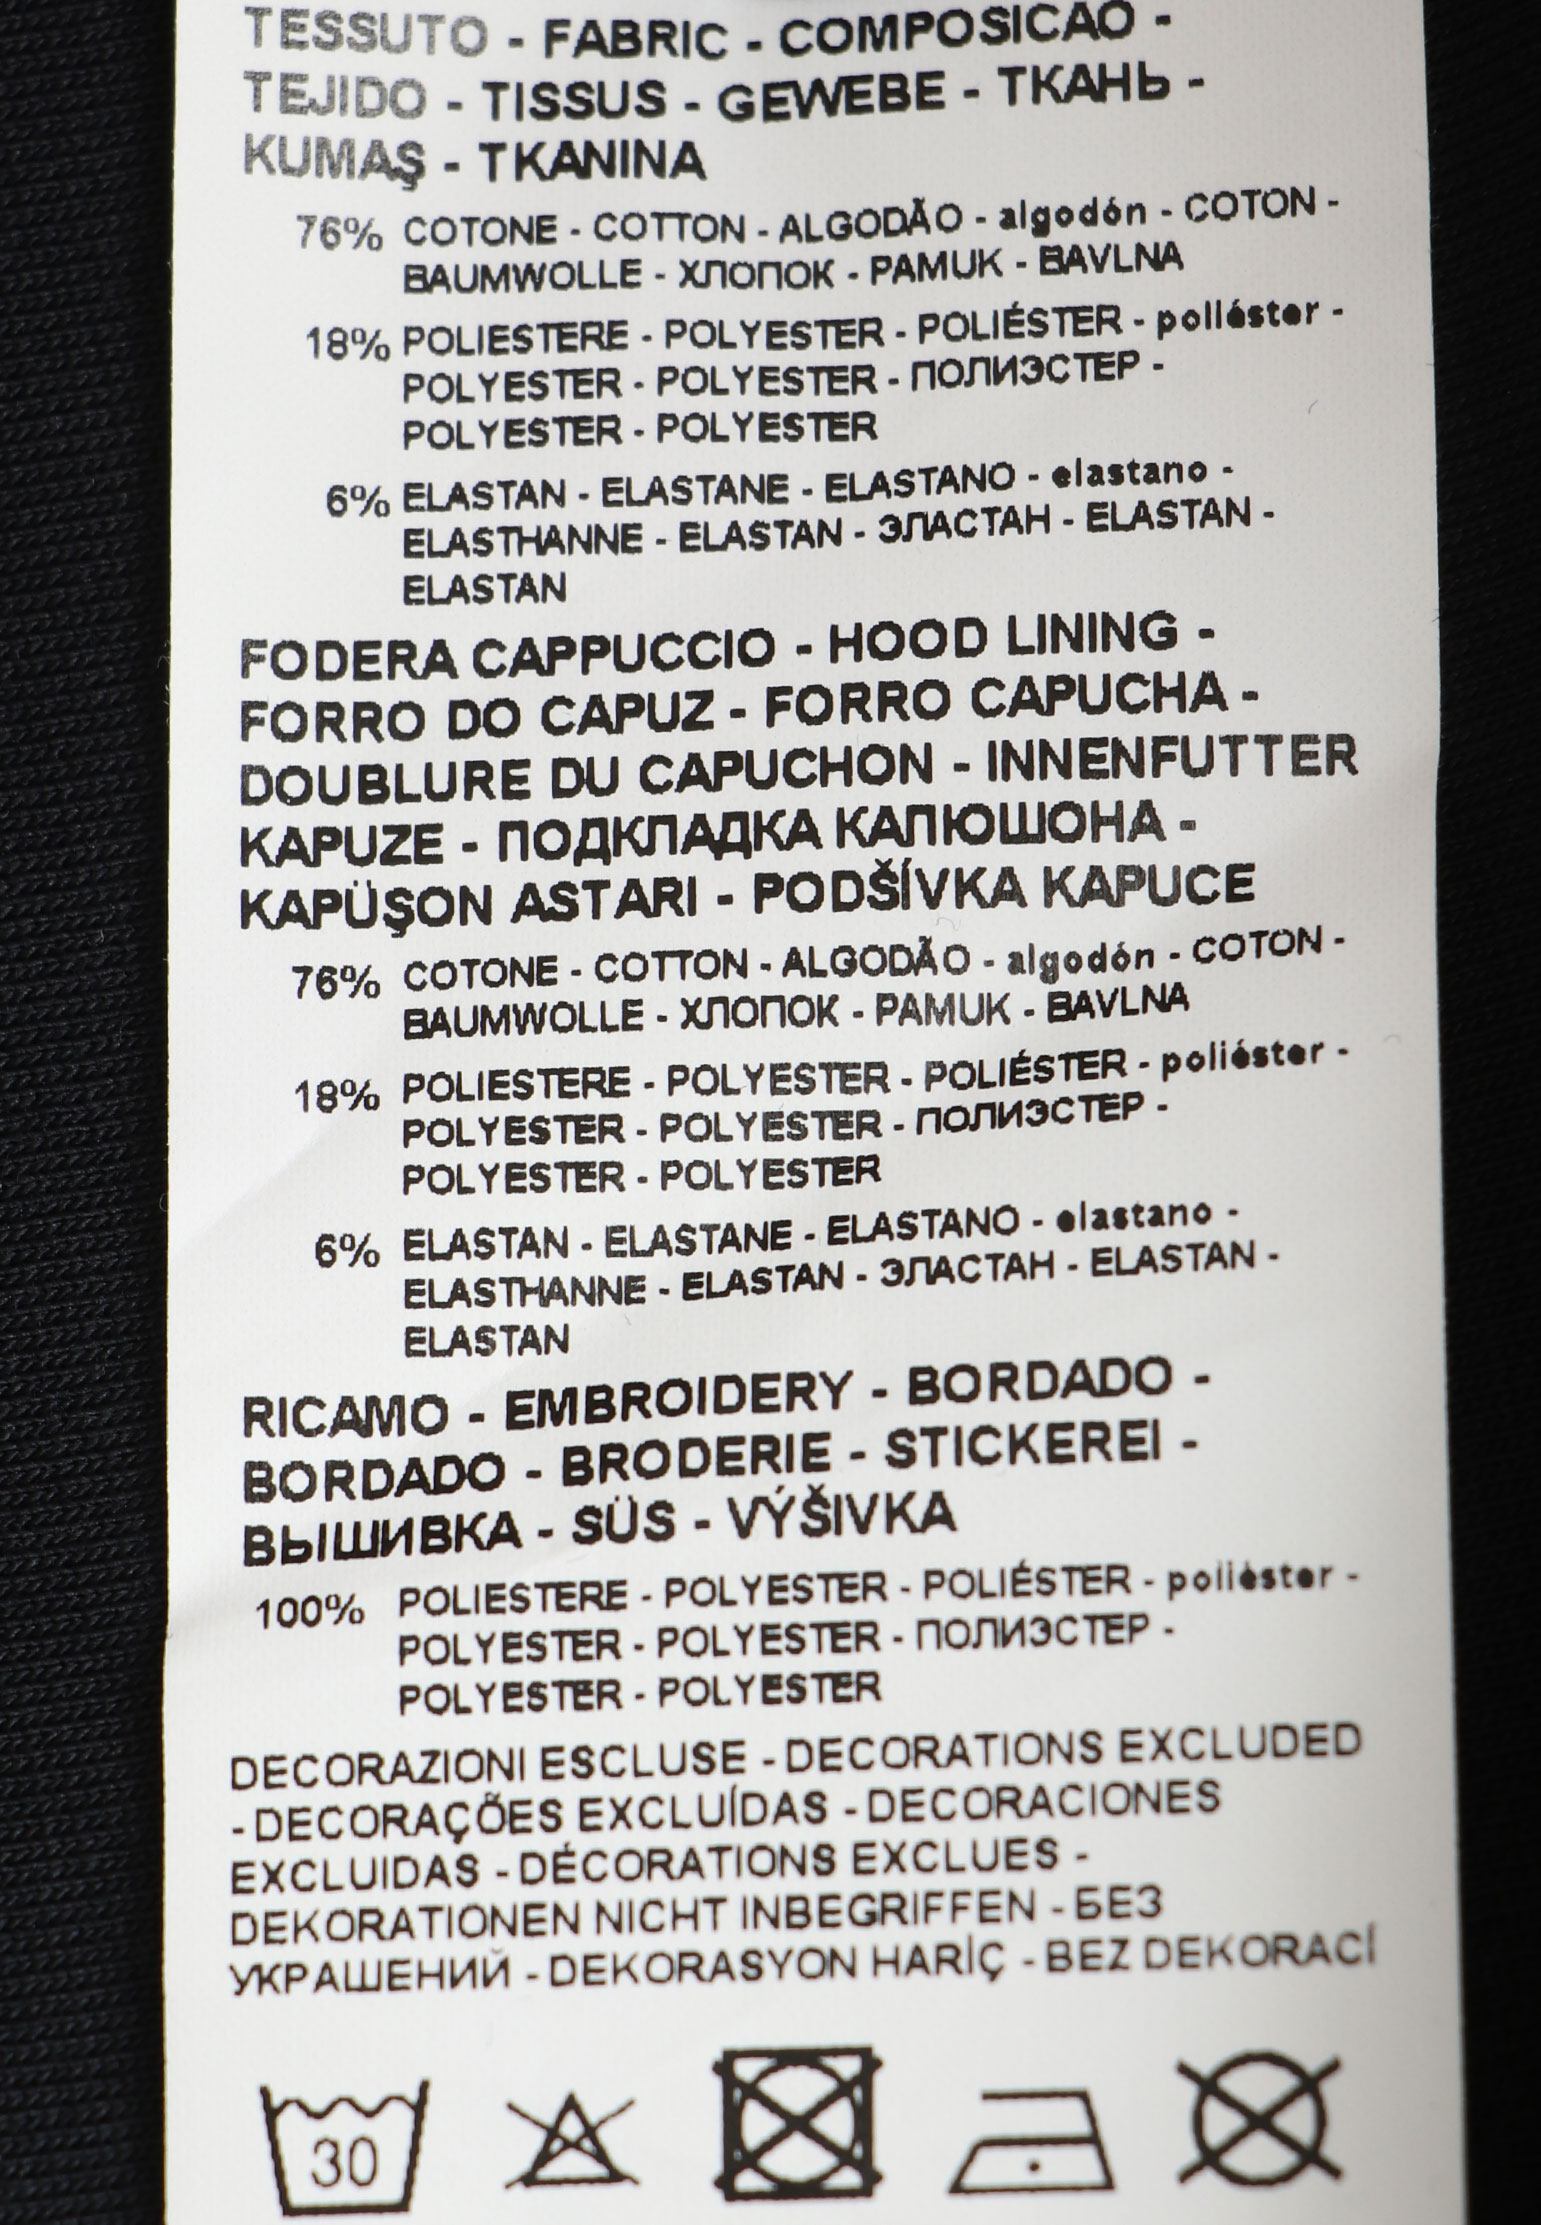 TESSUTO - FABRIC - COMPOSICAO -
TEJIDO - TISSUS - GEWEBE - ТКАНЬ -
KUMAŞ - TKANINA
76% COTONE - COTTON - ALGODÃO - algodón - COTON -
BAUMWOLLE - ХЛОПОК - PAMUK - BAVLNA
18% POLIESTERE - POLYESTER - POLIÉSTER - poliéster -
POLYESTER - POLYESTER - ПОЛИЭСТЕР -
POLYESTER - POLYESTER
6% ELASTAN - ELASTANE - ELASTANO - elastano -
ELASTHANNE - ELASTAN - ЭЛАСТАН - ELASTAN -
ELASTAN
FODERA CAPPUCCIO - HOOD LINING -
FORRO DO CAPUZ - FORRO CAPUCHA -
DOUBLURE DU CAPUCHON - INNENFUTTER
KAPUZE - ПОДКЛАДКА КАПЮШОНА -
KAPÜŞON ASTARI - PODŠÍVKA KAPUCE
76% COTONE - COTTON - ALGODÃO - algodón - COTON -
BAUMWOLLE - ХЛОПОК - PAMUK - BAVLNA
18% POLIESTERE - POLYESTER - POLIÉSTER - poliéster -
POLYESTER - POLYESTER - ПОЛИЭСТЕР -
POLYESTER - POLYESTER
6% ELASTAN - ELASTANE - ELASTANO - elastano -
ELASTHANNE - ELASTAN - ЭЛАСТАН - ELASTAN -
ELASTAN
RICAMO - EMBROIDERY - BORDADO -
BORDADO - BRODERIE - STICKEREI -
ВЫШИВКА - SÜS - VÝŠIVKA
100% POLIESTERE - POLYESTER - POLIÉSTER - poliéster -
POLYESTER - POLYESTER - ПОЛИЭСТЕР -
POLYESTER - POLYESTER
DECORAZIONI ESCLUSE - DECORATIONS EXCLUDED
- DECORAÇÕES EXCLUÍDAS - DECORACIONES
EXCLUIDAS - DÉCORATIONS EXCLUES -
DEKORATIONEN NICHT INBEGRIFFEN - БЕЗ
УКРАШЕНИЙ - DEKORASYON HARİÇ - BEZ DEKORACÍ
30